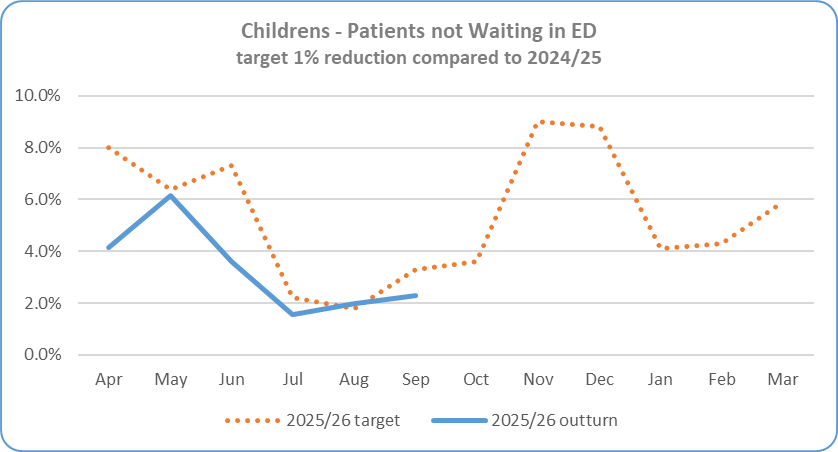 Childrens - Patients not Waiting in ED
target 1% reduction compared to 2024/25
10.0%
8.0%
6.0%
4.0%
2.0%
0.0%
Apr May Jun Jul Aug Sep Oct Nov Dec Jan Feb Mar
2025/26 target 2025/26 outturn